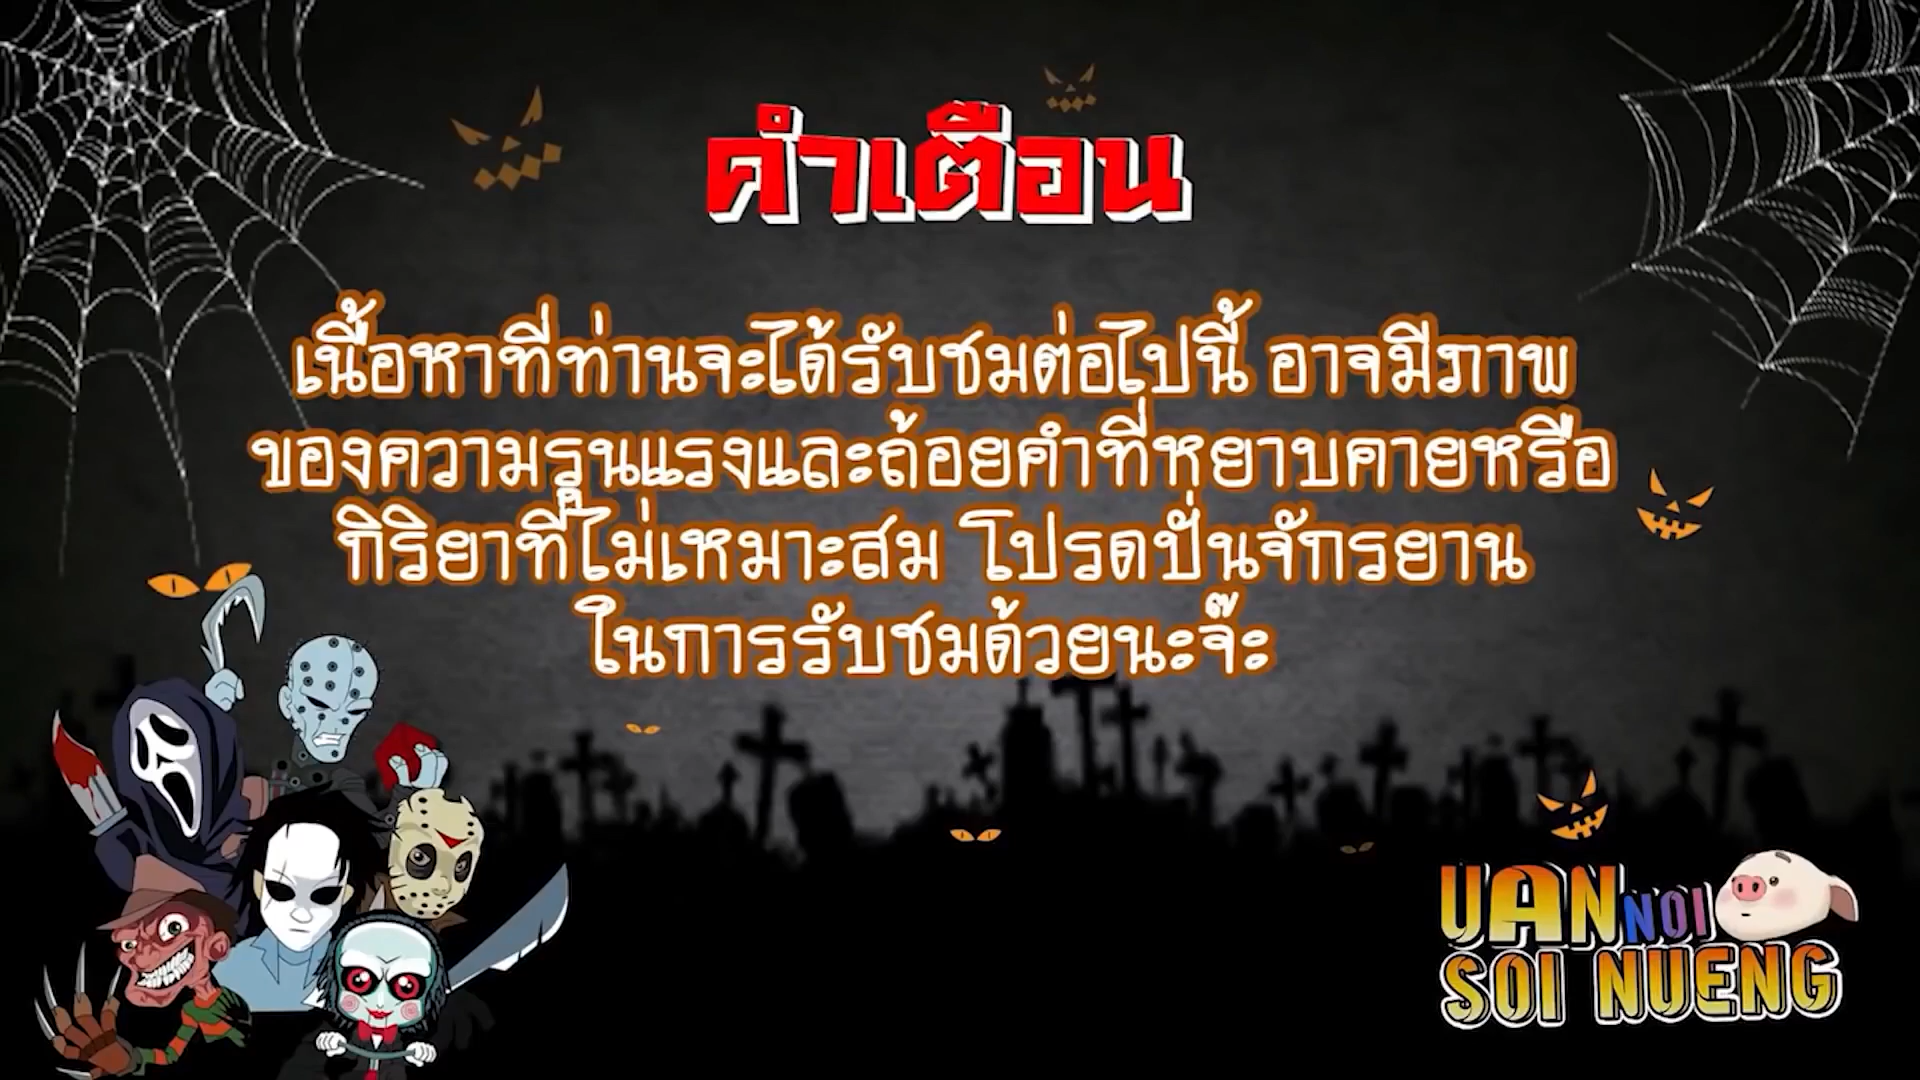 คำเตือน
เนื้อหาที่ท่านจะได้รับชมต่อไปนี้ อาจมีภาพ
ของความรุนแรงและถ้อยคำที่หยาบคายหรือ
กิริยาที่ไม่เหมาะสม โปรดปั่นจักรยาน
ในการรับชมด้วยนะจ๊ะ
UAN NOI
SOI NUENG